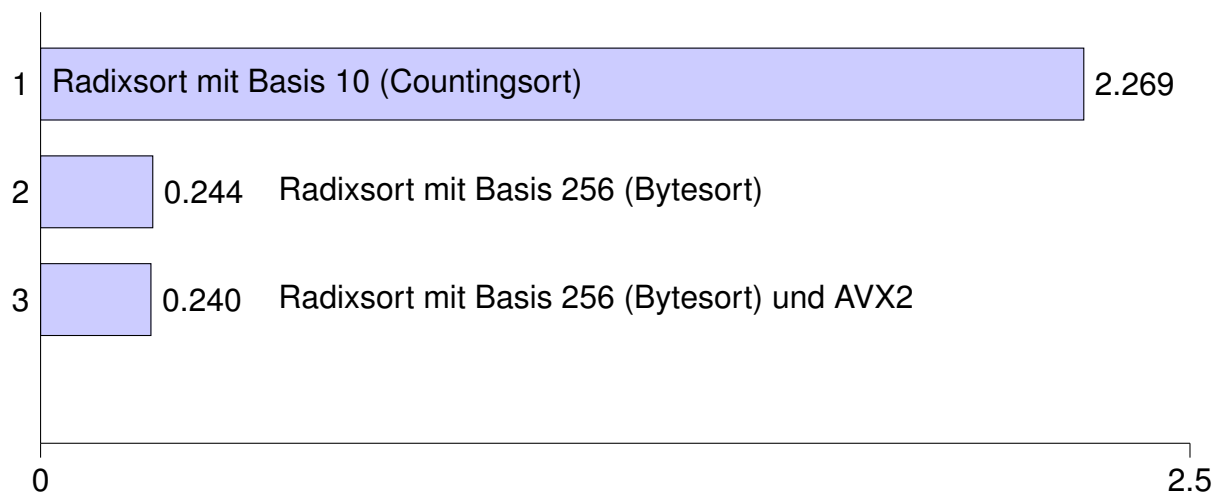 1 Radixsort mit Basis 10 (Countingsort) 2.269
2 0.244 Radixsort mit Basis 256 (Bytesort)
3 0.240 Radixsort mit Basis 256 (Bytesort) und AVX2
0 2.5